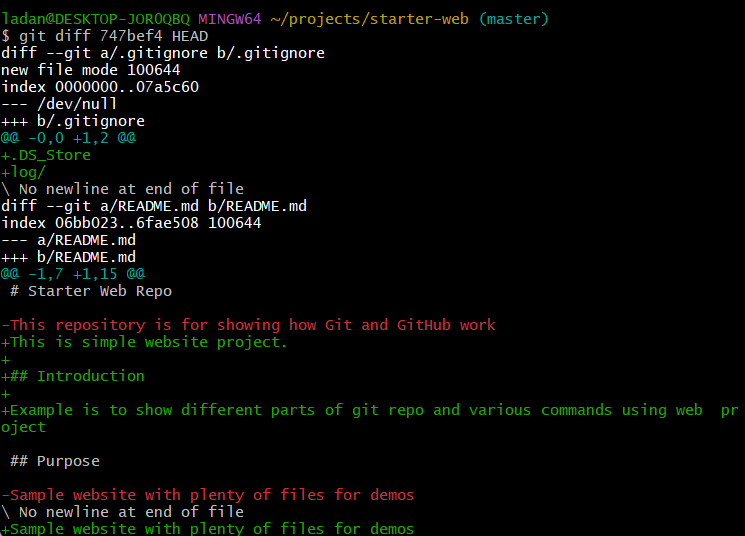 ladan@DESKTOP-JOR0QBQ MINGW64 ~/projects/starter-web (master)
$ git diff 747bef4 HEAD
diff --git a/.gitignore b/.gitignore
new file mode 100644
index 0000000..07a5c60
--- /dev/null
+++ b/.gitignore
@@ -0,0 +1,2 @@
+.DS_Store
+log/
\ No newline at end of file
diff --git a/README.md b/README.md
index 06bb023..6fae508 100644
--- a/README.md
+++ b/README.md
@@ -1,7 +1,15 @@
 # Starter Web Repo

-This repository is for showing how Git and GitHub work
+This is simple website project.
+
+## Introduction
+
+Example is to show different parts of git repo and various commands using web  pr
oject

 ## Purpose

-Sample website with plenty of files for demos
\ No newline at end of file
+Sample website with plenty of files for demos